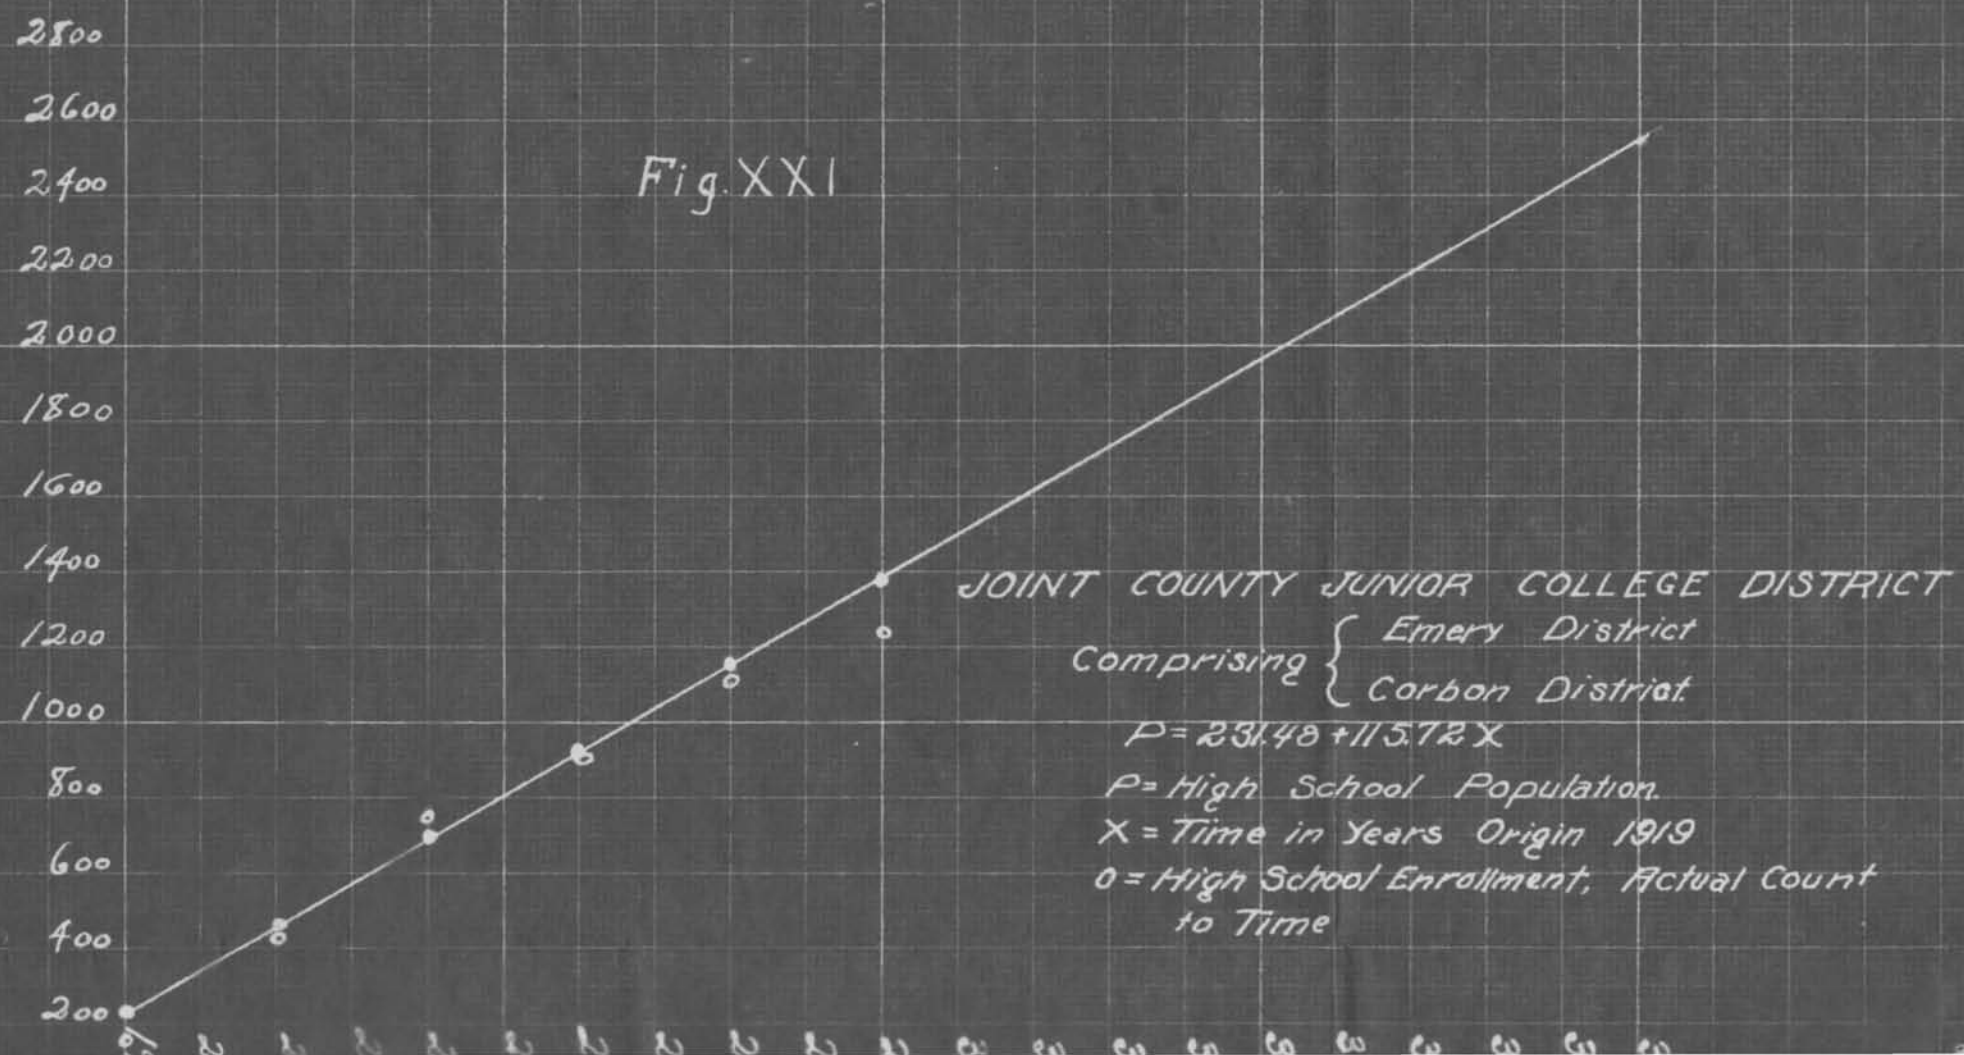 2800
2600
Fig. XXI
2400
2200
2000
1800
1600
1400
JOINT COUNTY JUNIOR COLLEGE DISTRICT
1200
Comprising { Emery District
Carbon District.
1000
P=231.48+115.72X
800
P=High School Population.
X=Time in Years Origin 1919
600
0=High School Enrollment, Actual Count
to Time
400
200